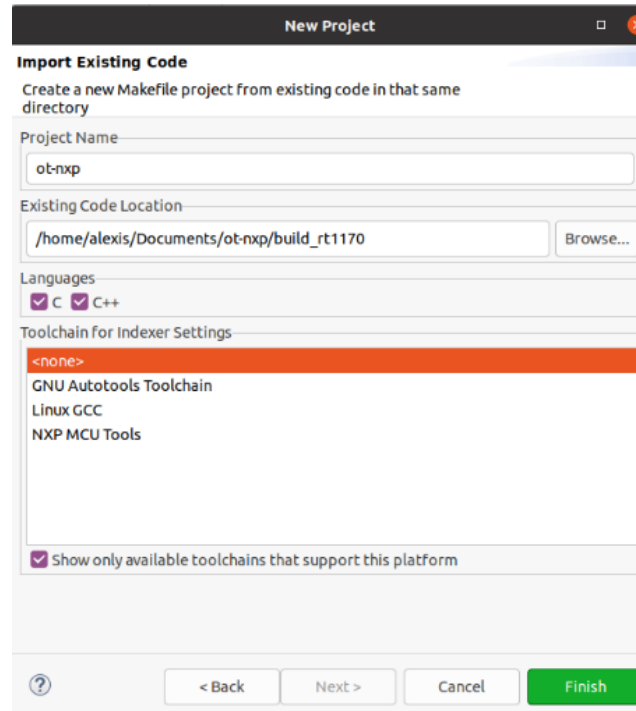 New Project
Import Existing Code
Create a new Makefile project from existing code in that same
directory
Project Name
ot-nxp
Existing Code Location
/home/alexis/Documents/ot-nxp/build_rt1170
Browse...
Languages
C C++
Toolchain for Indexer Settings
<none>
GNU Autotools Toolchain
Linux GCC
NXP MCU Tools
Show only available toolchains that support this platform
? < Back Next > Cancel Finish